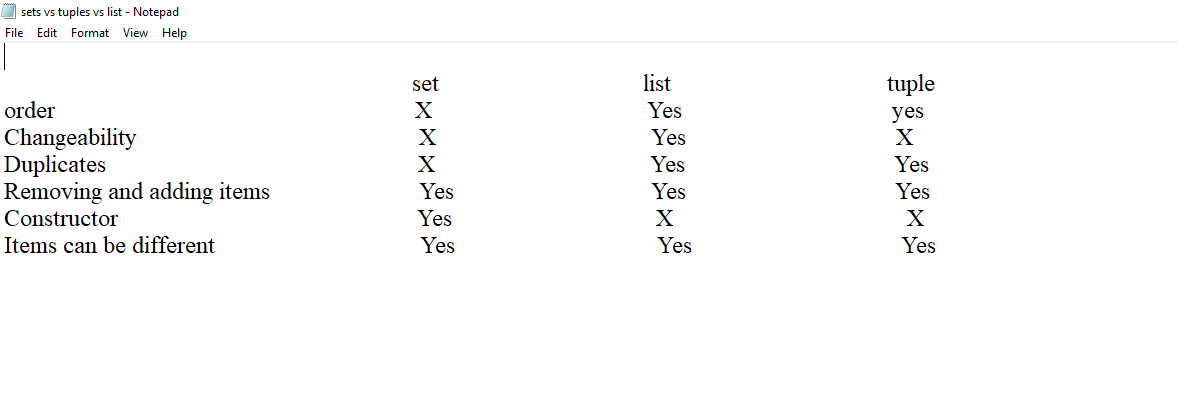 sets vs tuples vs list - Notepad
File Edit Format View Help
set list tuple
order X Yes yes
Changeability X Yes X
Duplicates X Yes Yes
Removing and adding items Yes Yes Yes
Constructor Yes X X
Items can be different Yes Yes Yes